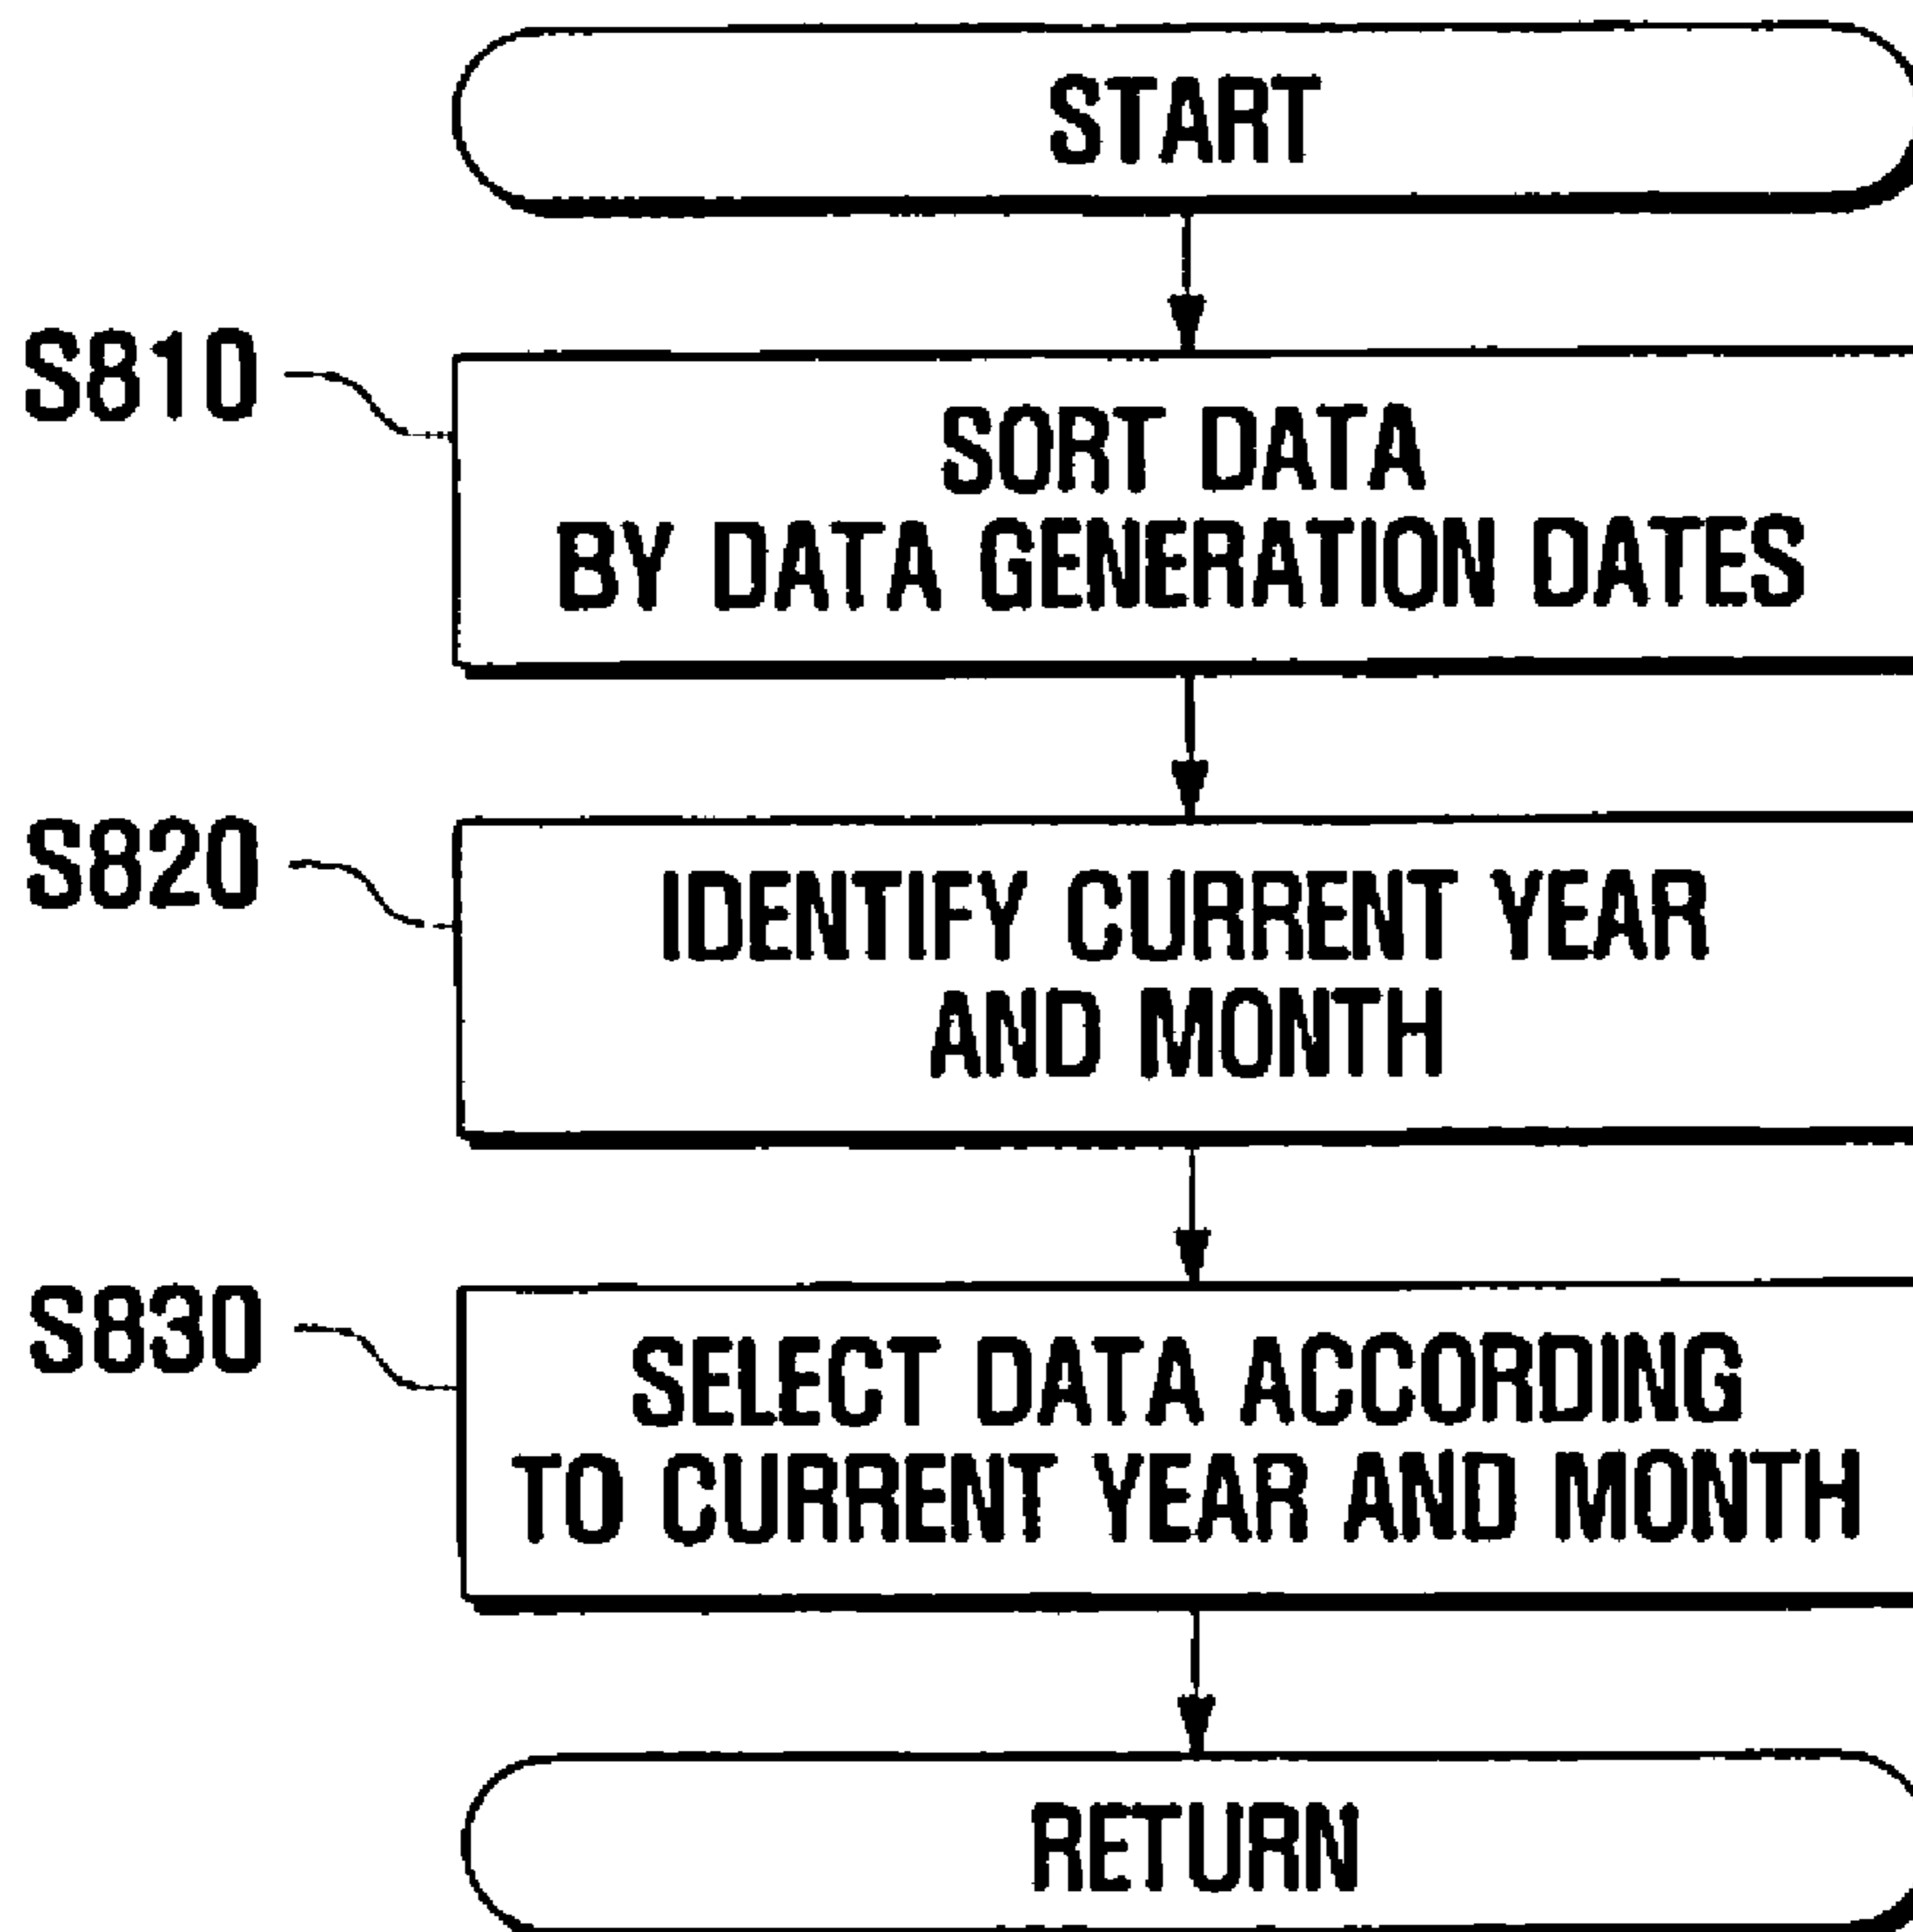 START
S810
SORT DATA
BY DATA GENERATION DATES
S820
IDENTIFY CURRENT YEAR
AND MONTH
S830
SELECT DATA ACCORDING
TO CURRENT YEAR AND MONTH
RETURN